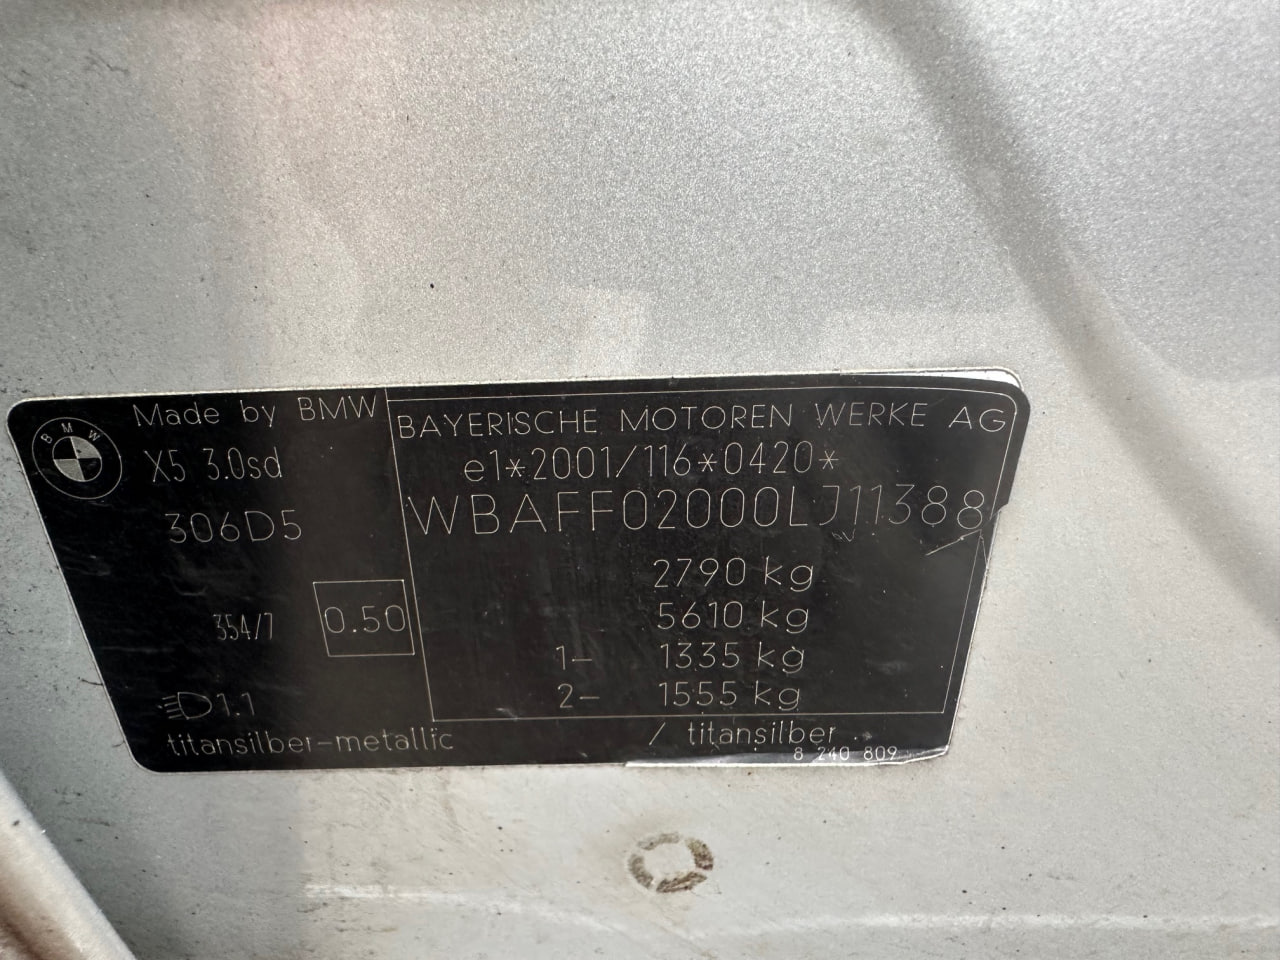 BMW
Made by BMW
X5 3.0sd
306D5
354/7
0.50
1.1
titansilber-metallic / titansilber
8 240 809
BAYERISCHE MOTOREN WERKE AG
e1*2001/116*0420*
WBAFF02000LJ11388
2790 kg
5610 kg
1- 1335 kg
2- 1555 kg